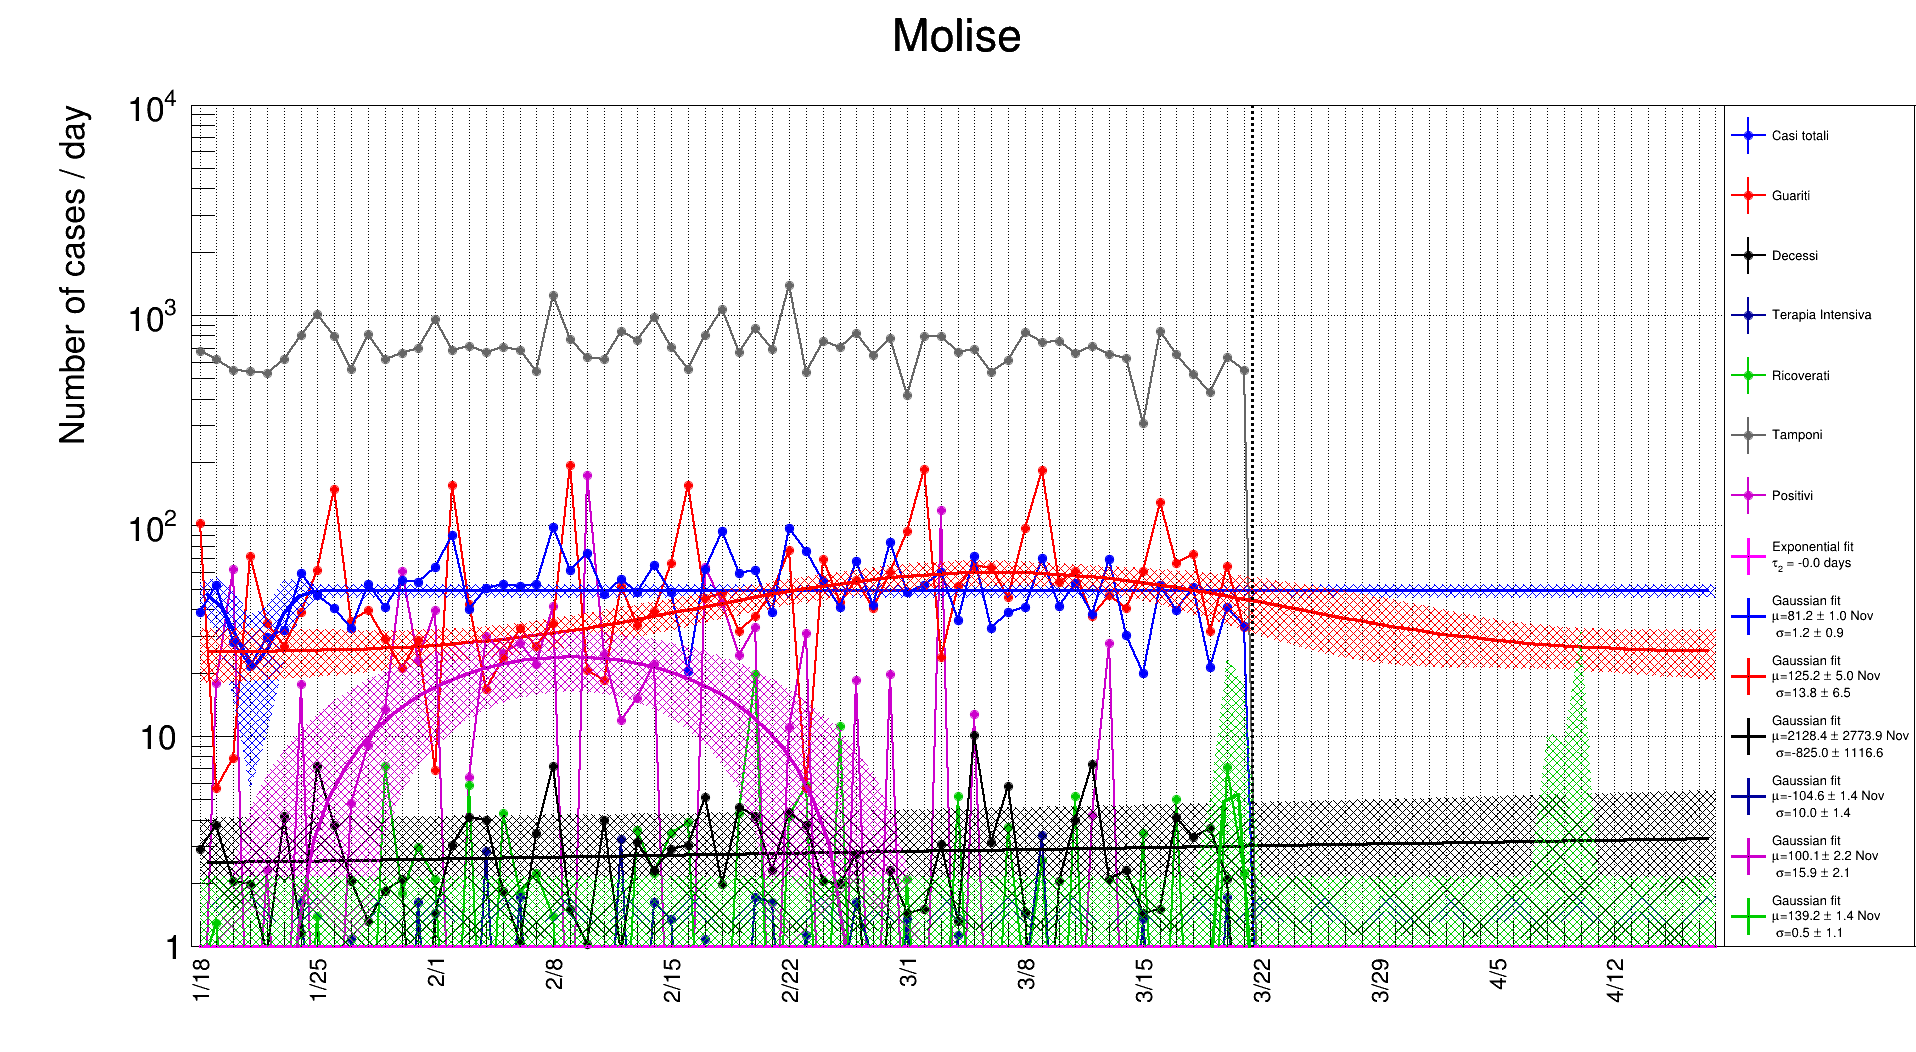 Molise
Number of cases / day
10^4
10^3
10^2
10
1
1/18
1/25
2/1
2/8
2/15
2/22
3/1
3/8
3/15
3/22
3/29
4/5
4/12
Casi totali
Guariti
Decessi
Terapia Intensiva
Ricoverati
Tamponi
Positivi
Exponential fit
τ₂ = -0.0 days
Gaussian fit
μ=81.2 ± 1.0 Nov
σ=1.2 ± 0.9
Gaussian fit
μ=125.2 ± 5.0 Nov
σ=13.8 ± 6.5
Gaussian fit
μ=2128.4 ± 2773.9 Nov
σ=-825.0 ± 1116.6
Gaussian fit
μ=-104.6 ± 1.4 Nov
σ=10.0 ± 1.4
Gaussian fit
μ=100.1 ± 2.2 Nov
σ=15.9 ± 2.1
Gaussian fit
μ=139.2 ± 1.4 Nov
σ=0.5 ± 1.1